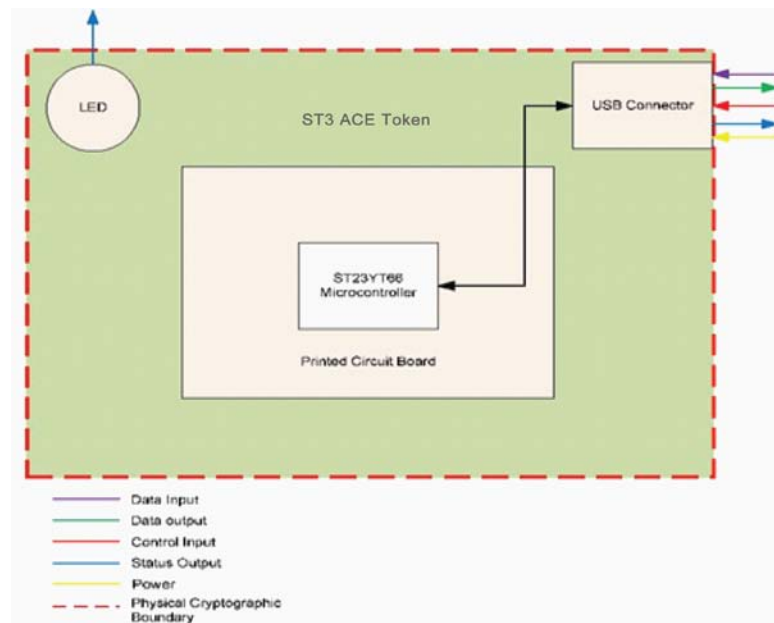 LED
ST3 ACE Token
USB Connector
ST23YT66
Microcontroller
Printed Circuit Board
Data Input
Data output
Control Input
Status Output
Power
Physical Cryptographic
Boundary